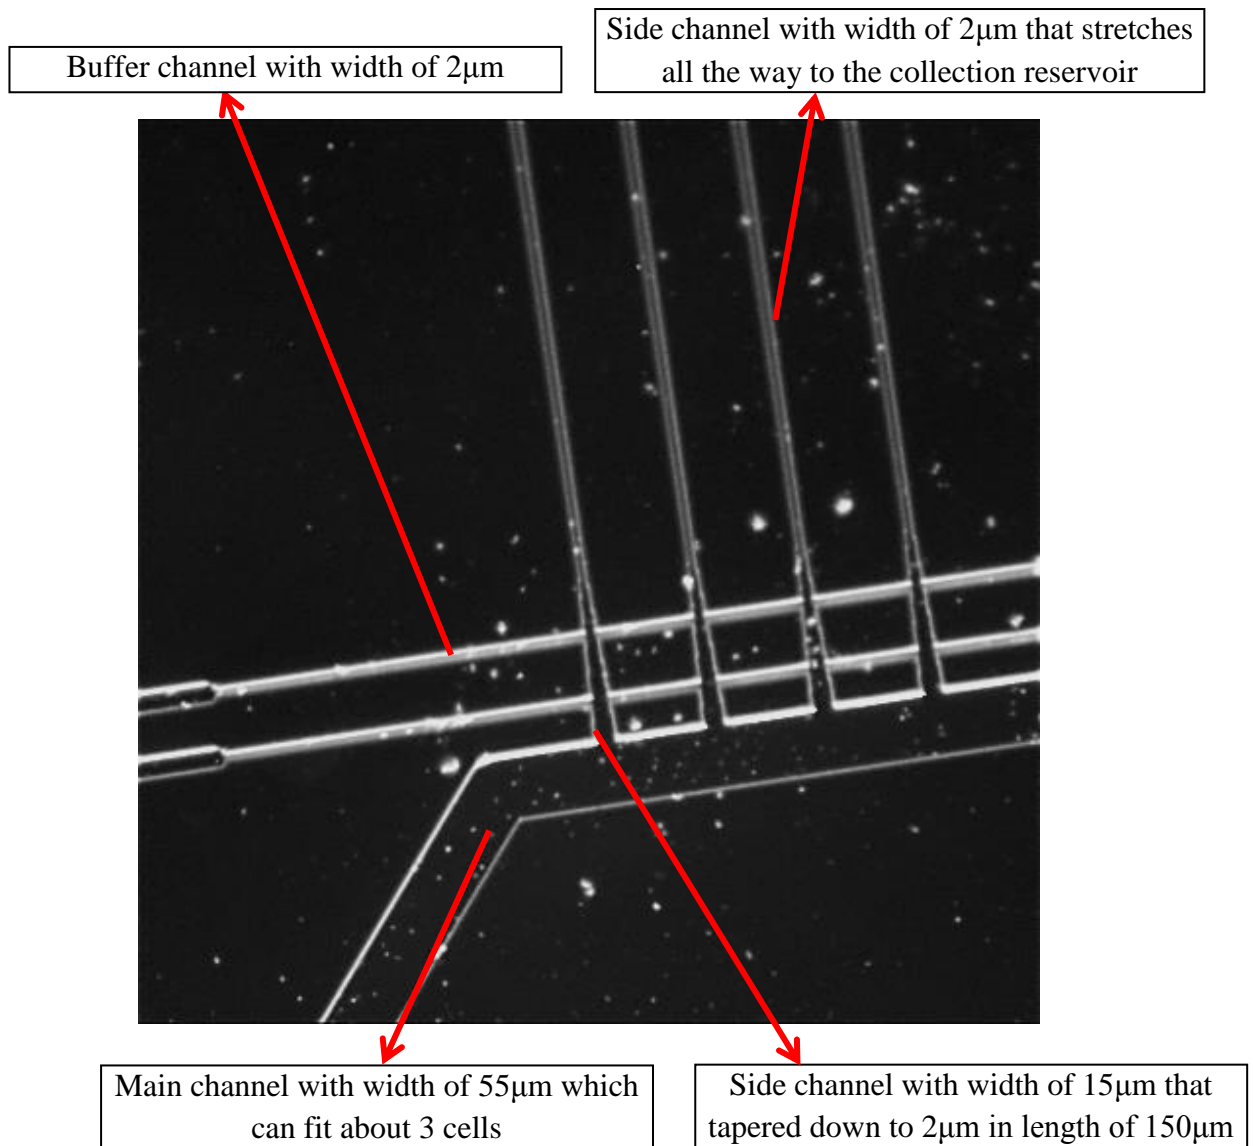 Side channel with width of 2μm that stretches
all the way to the collection reservoir
Buffer channel with width of 2μm
Main channel with width of 55μm which
can fit about 3 cells
Side channel with width of 15μm that
tapered down to 2μm in length of 150μm